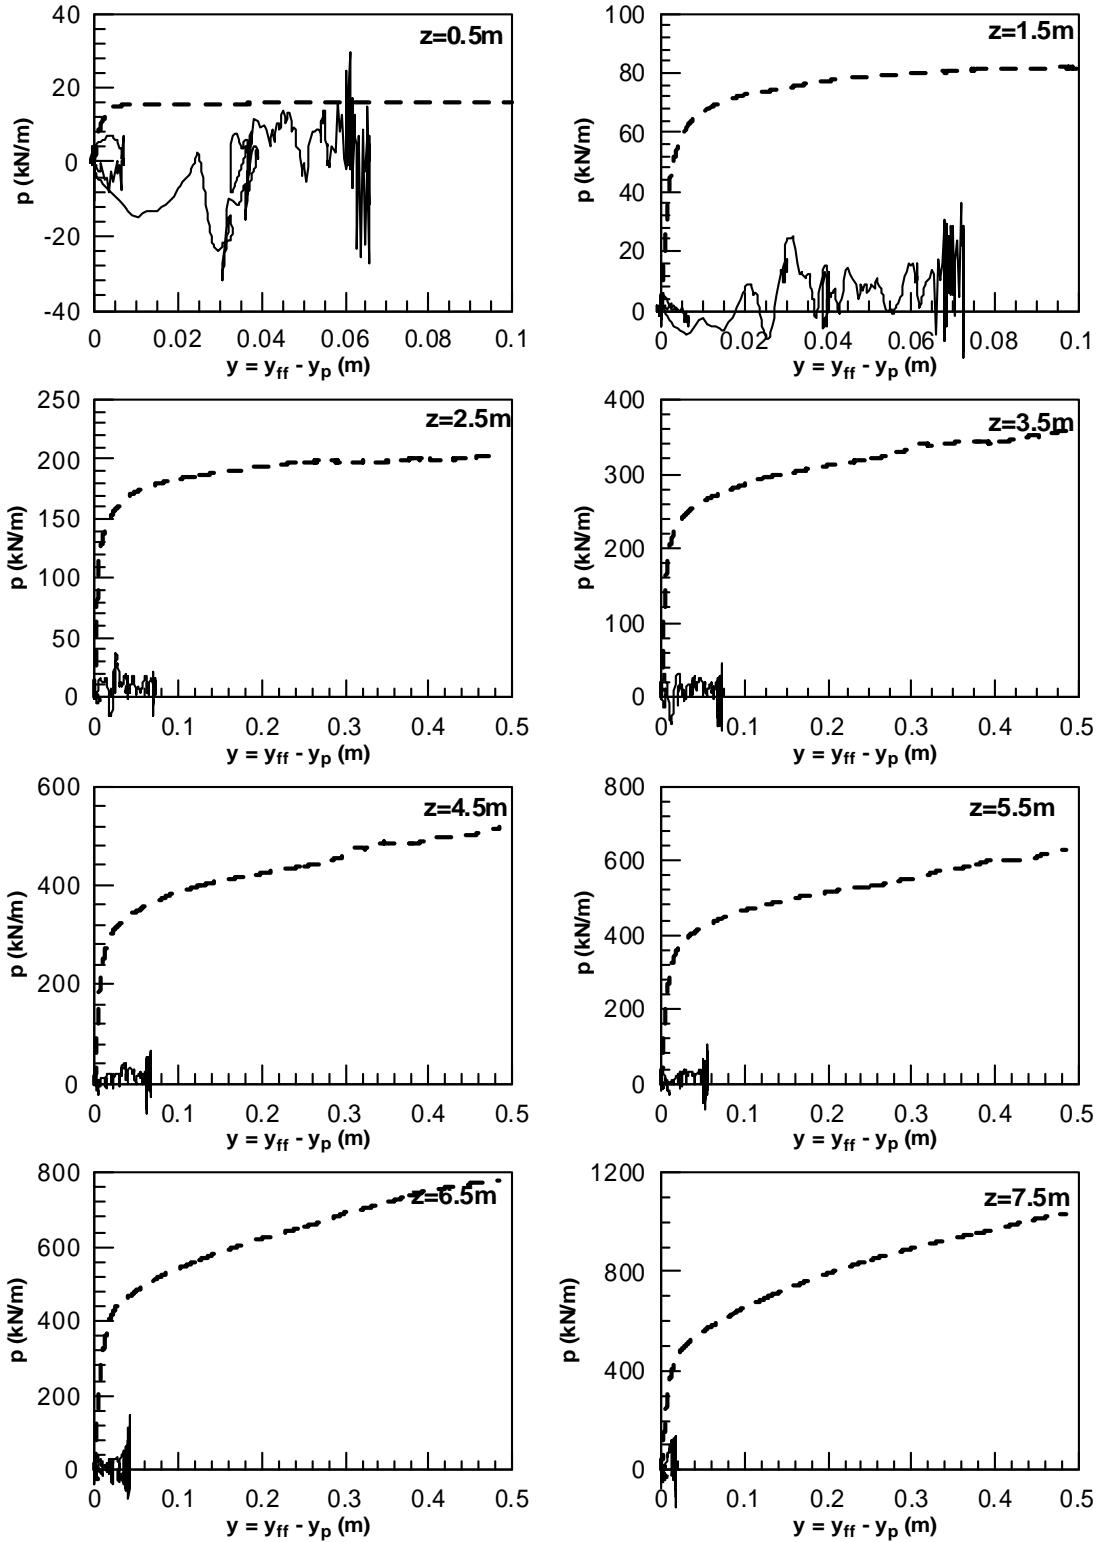 z=0.5m
40
20
0
-20
-40
p (kN/m)
0 0.02 0.04 0.06 0.08 0.1
y = yff - yp (m)
z=1.5m
100
80
60
40
20
0
p (kN/m)
0 0.02 0.04 0.06 0.08 0.1
y = yff - yp (m)
z=2.5m
250
200
150
100
50
0
p (kN/m)
0 0.1 0.2 0.3 0.4 0.5
y = yff - yp (m)
z=3.5m
400
300
200
100
0
p (kN/m)
0 0.1 0.2 0.3 0.4 0.5
y = yff - yp (m)
z=4.5m
600
400
200
0
p (kN/m)
0 0.1 0.2 0.3 0.4 0.5
y = yff - yp (m)
z=5.5m
800
600
400
200
0
p (kN/m)
0 0.1 0.2 0.3 0.4 0.5
y = yff - yp (m)
z=6.5m
800
600
400
200
0
p (kN/m)
0 0.1 0.2 0.3 0.4 0.5
y = yff - yp (m)
z=7.5m
1200
800
400
0
p (kN/m)
0 0.1 0.2 0.3 0.4 0.5
y = yff - yp (m)